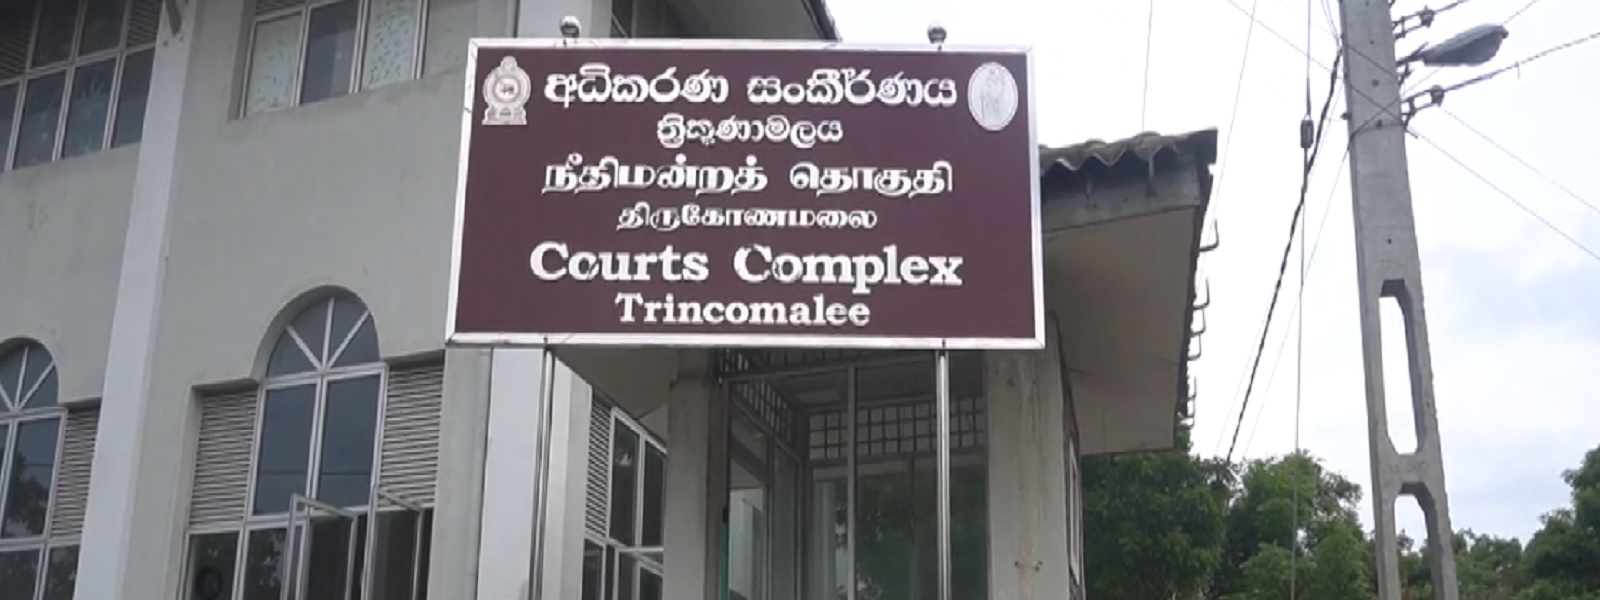 අධිකරණ සංකීර්ණය
ත්‍රිකුණාමලය
நீதிமன்றத் தொகுதி
திருகோணமலை
Courts Complex
Trincomalee